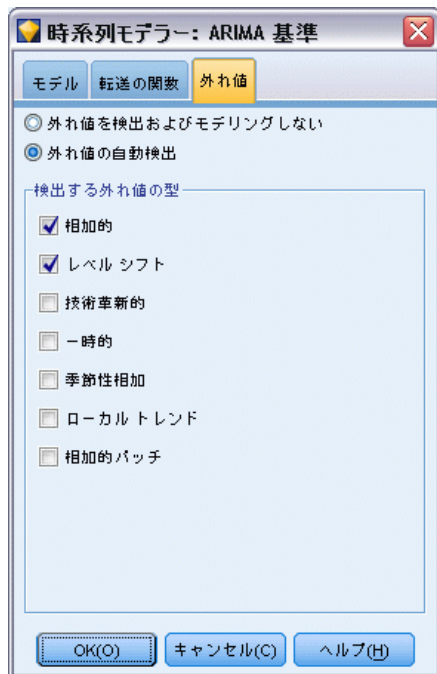 時系列モデラー: ARIMA 基準
モデル 転送の関数 外れ値
外れ値を検出およびモデリングしない
外れ値の自動検出
検出する外れ値の型
相加的
レベル シフト
技術革新的
一時的
季節性相加
ローカル トレンド
相加的パッチ
OK(O) キャンセル(C) ヘルプ(H)